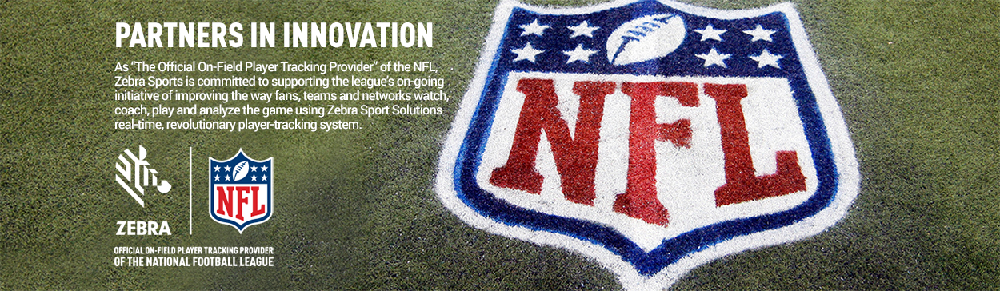 PARTNERS IN INNOVATION
As “The Official On-Field Player Tracking Provider” of the NFL,
Zebra Sports is committed to supporting the league’s on-going
initiative of improving the way fans, teams and networks watch,
coach, play and analyze the game using Zebra Sport Solutions
real-time, revolutionary player-tracking system.
NFL
ZEBRA
NFL
OFFICIAL ON-FIELD PLAYER TRACKING PROVIDER
OF THE NATIONAL FOOTBALL LEAGUE